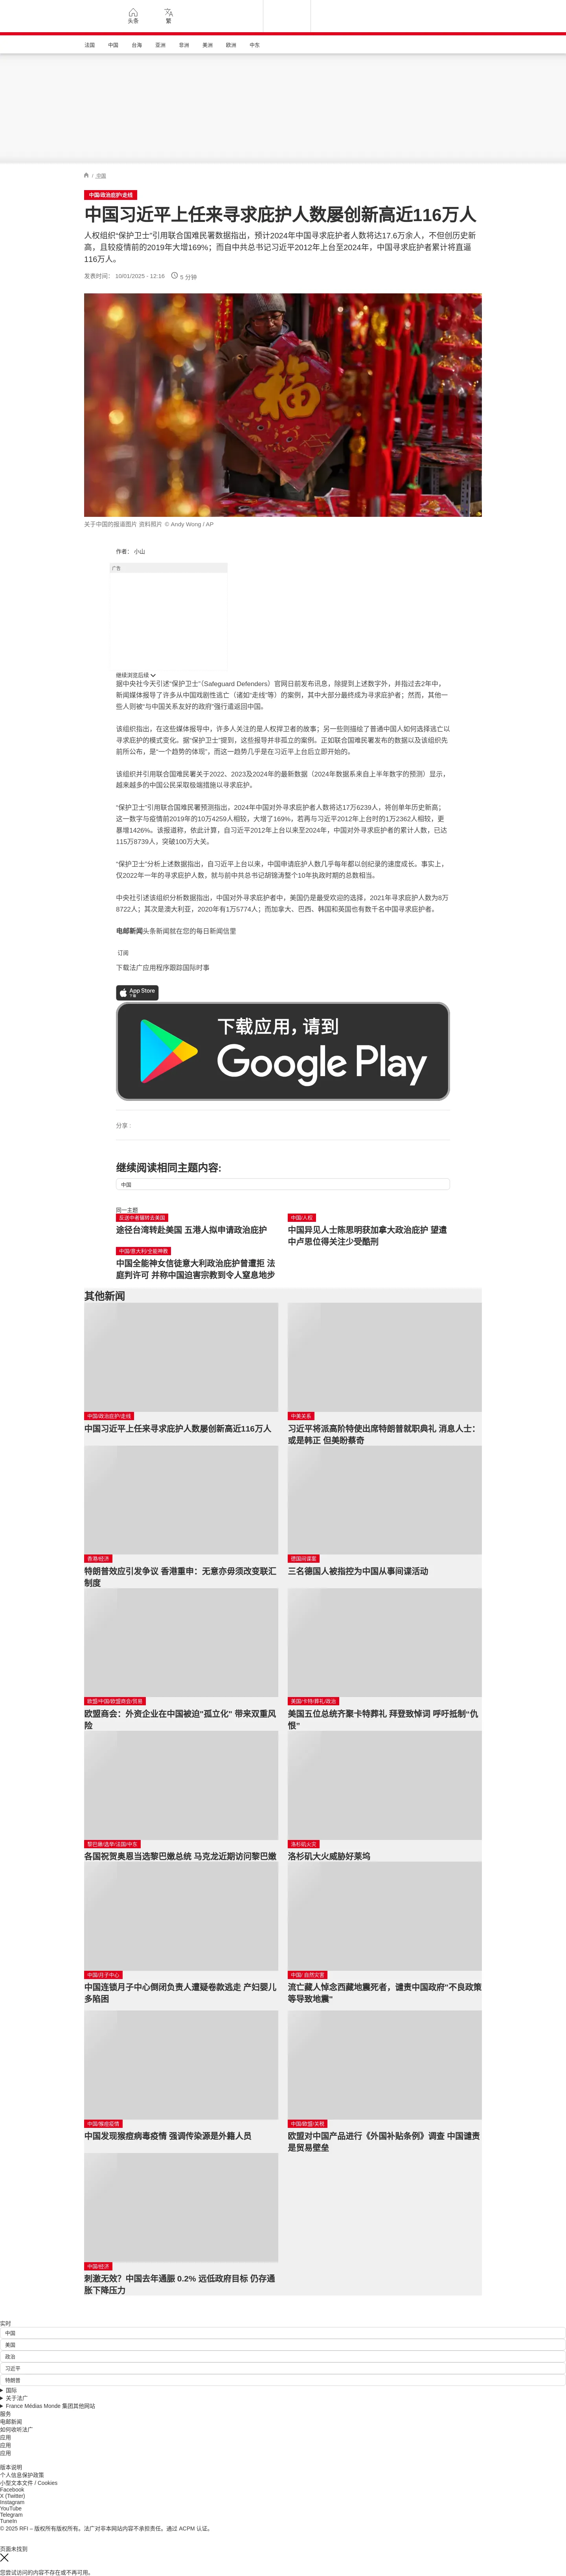 头条
繁
法国
中国
台海
亚洲
非洲
美洲
欧洲
中东
/ 中国
中国/政治庇护/走线
中国习近平上任来寻求庇护人数屡创新高近116万人
人权组织“保护卫士”引用联合国难民署数据指出，预计2024年中国寻求庇护者人数将达17.6万余人，不但创历史新
高，且较疫情前的2019年大增169%；而自中共总书记习近平2012年上台至2024年，中国寻求庇护者累计将直逼
116万人。
发表时间： 10/01/2025 - 12:16
5 分钟
关于中国的报道图片 资料照片 © Andy Wong / AP
作者： 小山
广告
继续浏览后续
据中央社今天引述“保护卫士”（Safeguard Defenders）官网日前发布讯息，除提到上述数字外，并指过去2年中，
新闻媒体报导了许多从中国戏剧性逃亡（诸如“走线”等）的案例，其中大部分最终成为寻求庇护者；然而，其他一
些人则被“与中国关系友好的政府”强行遣返回中国。
该组织指出，在这些媒体报导中，许多人关注的是人权捍卫者的故事；另一些则描绘了普通中国人如何选择逃亡以
寻求庇护的模式变化。据“保护卫士”提到，这些报导并非孤立的案例。正如联合国难民署发布的数据以及该组织先
前所公布，是“一个趋势的体现”，而这一趋势几乎是在习近平上台后立即开始的。
该组织并引用联合国难民署关于2022、2023及2024年的最新数据（2024年数据系来自上半年数字的预测）显示，
越来越多的中国公民采取极端措施以寻求庇护。
“保护卫士”引用联合国难民署预测指出，2024年中国对外寻求庇护者人数将达17万6239人，将创单年历史新高；
这一数字与疫情前2019年的10万4259人相较，大增了169%，若再与习近平2012年上台时的1万2362人相较，更
暴增1426%。该报道称，依此计算，自习近平2012年上台以来至2024年，中国对外寻求庇护者的累计人数，已达
115万8739人，突破100万大关。
“保护卫士”分析上述数据指出，自习近平上台以来，中国申请庇护人数几乎每年都以创纪录的速度成长。事实上，
仅2022年一年的寻求庇护人数，就与前中共总书记胡锦涛整个10年执政时期的总数相当。
中央社引述该组织分析数据指出，中国对外寻求庇护者中，美国仍是最受欢迎的选择，2021年寻求庇护人数为8万
8722人；其次是澳大利亚，2020年有1万5774人；而加拿大、巴西、韩国和英国也有数千名中国寻求庇护者。
电邮新闻头条新闻就在您的每日新闻信里
订阅
下载法广应用程序跟踪国际时事
App Store
下载
下载应用，请到
Google Play
分享 :
继续阅读相同主题内容:
中国
同一主题
反送中者辗转去美国
途径台湾转赴美国 五港人拟申请政治庇护
中国/人权
中国异见人士陈思明获加拿大政治庇护 望遭
中卢思位得关注少受酷刑
中国/意大利/全能神教
中国全能神女信徒意大利政治庇护曾遭拒 法
庭判许可 并称中国迫害宗教到令人窒息地步
其他新闻
中国/政治庇护/走线
中国习近平上任来寻求庇护人数屡创新高近116万人
中美关系
习近平将派高阶特使出席特朗普就职典礼 消息人士：
或是韩正 但美盼蔡奇
香港/经济
特朗普效应引发争议 香港重申：无意亦毋须改变联汇
制度
德国间谍案
三名德国人被指控为中国从事间谍活动
欧盟/中国/欧盟商会/贸易
欧盟商会：外资企业在中国被迫"孤立化" 带来双重风
险
美国/卡特/葬礼/政治
美国五位总统齐聚卡特葬礼 拜登致悼词 呼吁抵制“仇
恨”
黎巴嫩/选举/法国/中东
各国祝贺奥恩当选黎巴嫩总统 马克龙近期访问黎巴嫩
洛杉矶火灾
洛杉矶大火威胁好莱坞
中国/月子中心
中国连锁月子中心倒闭负责人遭疑卷款逃走 产妇婴儿
多陷困
中国/ 自然灾害
流亡藏人悼念西藏地震死者，谴责中国政府"不良政策
等导致地震"
中国/猴痘疫情
中国发现猴痘病毒疫情 强调传染源是外籍人员
中国/欧盟/关税
欧盟对中国产品进行《外国补贴条例》调查 中国谴责
是贸易壁垒
中国/经济
刺激无效？中国去年通脹 0.2% 远低政府目标 仍存通
胀下降压力
实时
中国
美国
政治
习近平
特朗普
国际
关于法广
France Médias Monde 集团其他网站
服务
电邮新闻
如何收听法广
应用
应用
应用
版本说明
个人信息保护政策
小型文本文件 / Cookies
Facebook
X (Twitter)
Instagram
YouTube
Telegram
TuneIn
© 2025 RFI – 版权所有版权所有。法广对非本网站内容不承担责任。通过 ACPM 认证。
页面未找到
您尝试访问的内容不存在或不再可用。